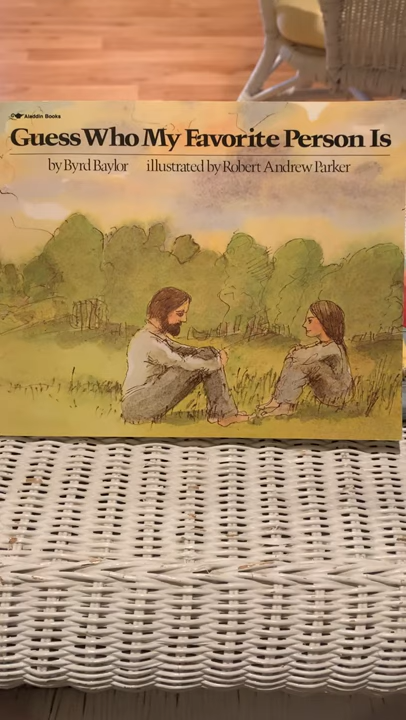 Aladdin Books
Guess Who My Favorite Person Is
by Byrd Baylor illustrated by Robert Andrew Parker